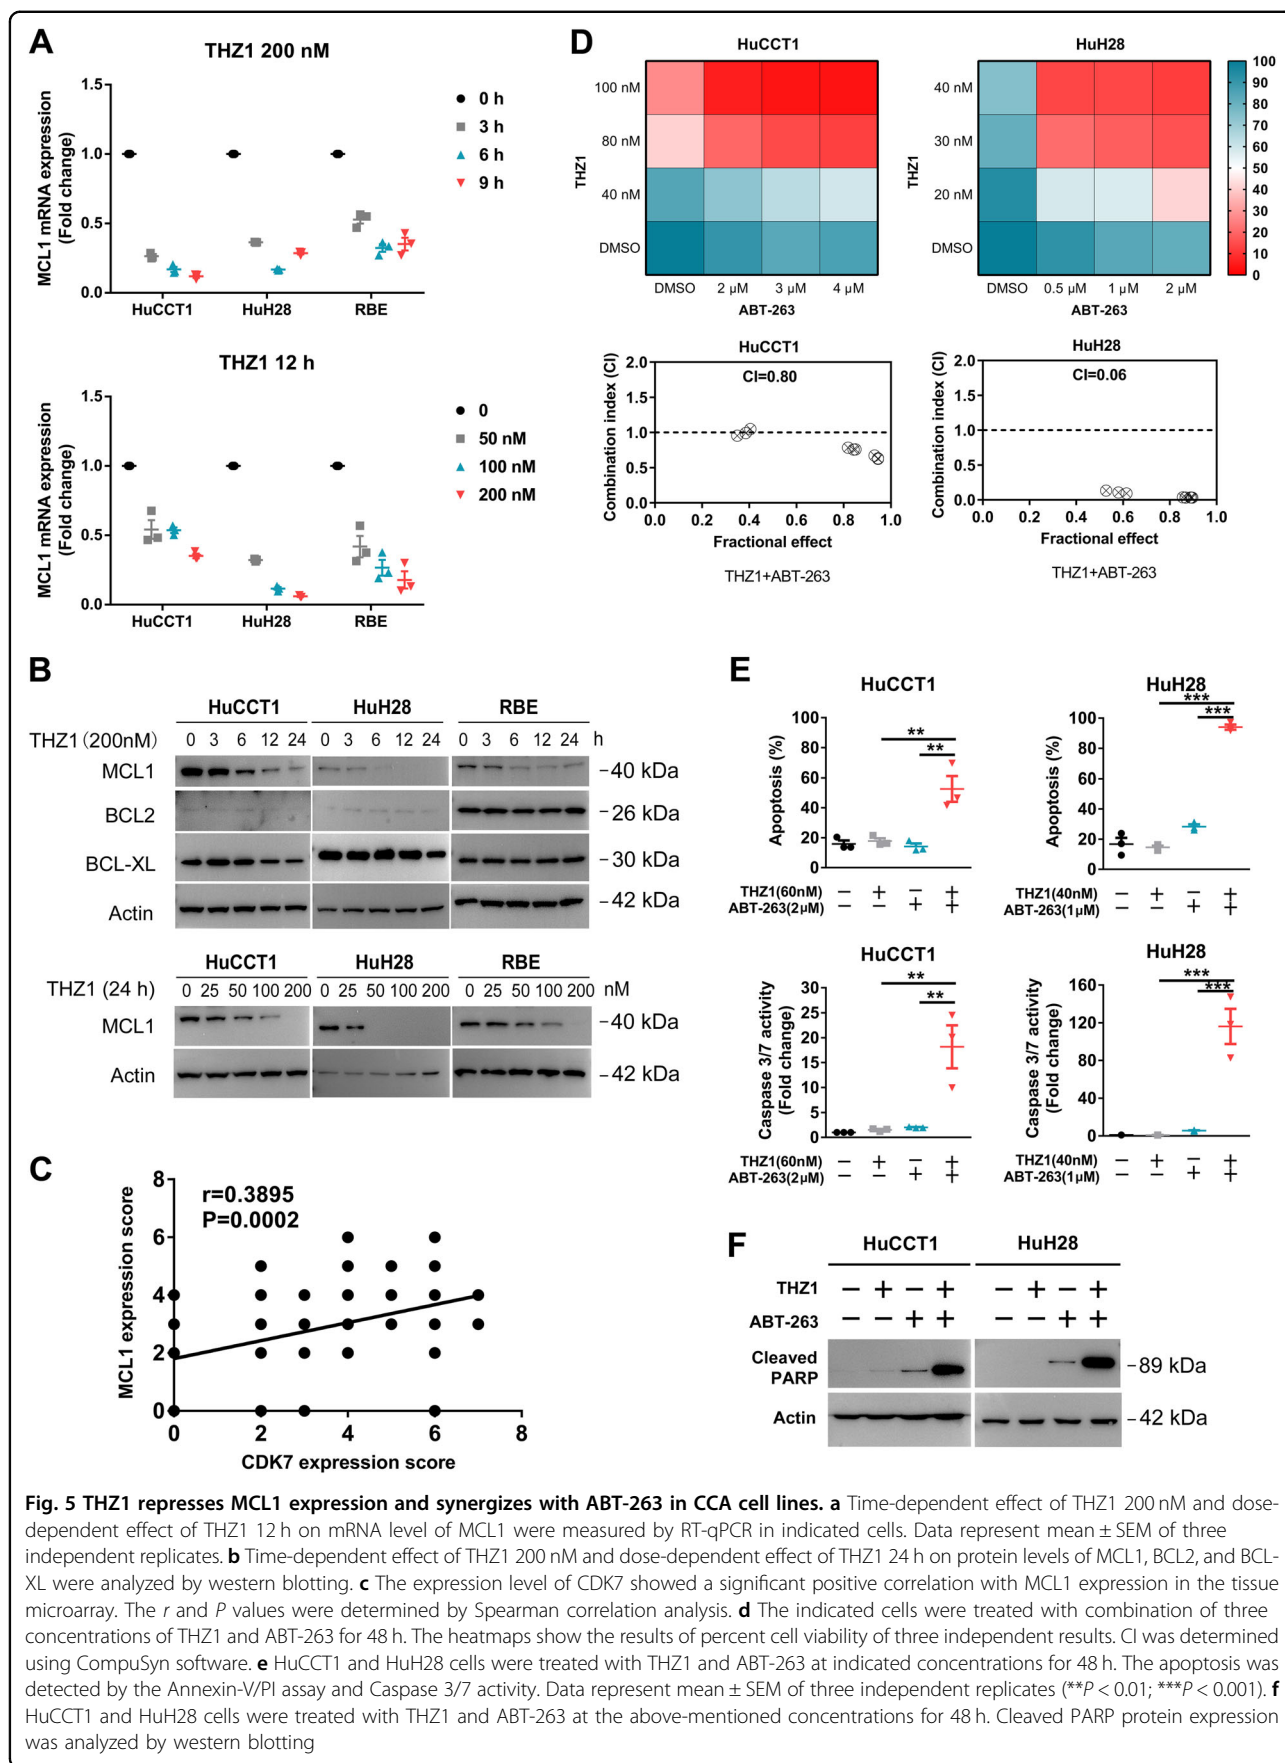 A
THZ1 200 nM
MCL1 mRNA expression
(Fold change)
1.5
1.0
0.5
0.0
HuCCT1 HuH28 RBE
0 h
3 h
6 h
9 h
THZ1 12 h
MCL1 mRNA expression
(Fold change)
1.5
1.0
0.5
0.0
HuCCT1 HuH28 RBE
0
50 nM
100 nM
200 nM
B
HuCCT1 HuH28 RBE
THZ1 (200nM) 0 3 6 12 24 0 3 6 12 24 0 3 6 12 24 h
MCL1 -40 kDa
BCL2 -26 kDa
BCL-XL -30 kDa
Actin -42 kDa
HuCCT1 HuH28 RBE
THZ1 (24 h) 0 25 50 100 200 0 25 50 100 200 0 25 50 100 200 nM
MCL1 -40 kDa
Actin -42 kDa
C
MCL1 expression score
8
6
4
2
0
r=0.3895
P=0.0002
0 2 4 6 8
CDK7 expression score
D
HuCCT1
THZ1
100 nM
80 nM
40 nM
DMSO
DMSO 2 µM 3 µM 4 µM
ABT-263
HuH28
THZ1
40 nM
30 nM
20 nM
DMSO
DMSO 0.5 µM 1 µM 2 µM
ABT-263
100
90
80
70
60
50
40
30
20
10
0
HuCCT1
CI=0.80
Combination index (CI)
2.0
1.5
1.0
0.5
0.0
0.0 0.2 0.4 0.6 0.8 1.0
Fractional effect
THZ1+ABT-263
HuH28
CI=0.06
Combination index (CI)
2.0
1.5
1.0
0.5
0.0
0.0 0.2 0.4 0.6 0.8 1.0
Fractional effect
THZ1+ABT-263
E
HuCCT1
Apoptosis (%)
100
80
60
40
20
0
**
**
THZ1(60nM) − + − +
ABT-263(2µM) − − + +
HuH28
Apoptosis (%)
100
80
60
40
20
0
***
***
THZ1(40nM) − + − +
ABT-263(1µM) − − + +
HuCCT1
Caspase 3/7 activity
(Fold change)
30
25
20
15
10
5
0
**
**
THZ1(60nM) − + − +
ABT-263(2µM) − − + +
HuH28
Caspase 3/7 activity
(Fold change)
160
120
80
40
0
***
***
THZ1(40nM) − + − +
ABT-263(1µM) − − + +
F
HuCCT1 HuH28
THZ1 − + − + − + − +
ABT-263 − − + + − − + +
Cleaved
PARP -89 kDa
Actin -42 kDa
Fig. 5 THZ1 represses MCL1 expression and synergizes with ABT-263 in CCA cell lines. a Time-dependent effect of THZ1 200 nM and dose-
dependent effect of THZ1 12 h on mRNA level of MCL1 were measured by RT-qPCR in indicated cells. Data represent mean ± SEM of three
independent replicates. b Time-dependent effect of THZ1 200 nM and dose-dependent effect of THZ1 24 h on protein levels of MCL1, BCL2, and BCL-
XL were analyzed by western blotting. c The expression level of CDK7 showed a significant positive correlation with MCL1 expression in the tissue
microarray. The r and P values were determined by Spearman correlation analysis. d The indicated cells were treated with combination of three
concentrations of THZ1 and ABT-263 for 48 h. The heatmaps show the results of percent cell viability of three independent results. CI was determined
using CompuSyn software. e HuCCT1 and HuH28 cells were treated with THZ1 and ABT-263 at indicated concentrations for 48 h. The apoptosis was
detected by the Annexin-V/PI assay and Caspase 3/7 activity. Data represent mean ± SEM of three independent replicates (**P < 0.01; ***P < 0.001). f
HuCCT1 and HuH28 cells were treated with THZ1 and ABT-263 at the above-mentioned concentrations for 48 h. Cleaved PARP protein expression
was analyzed by western blotting